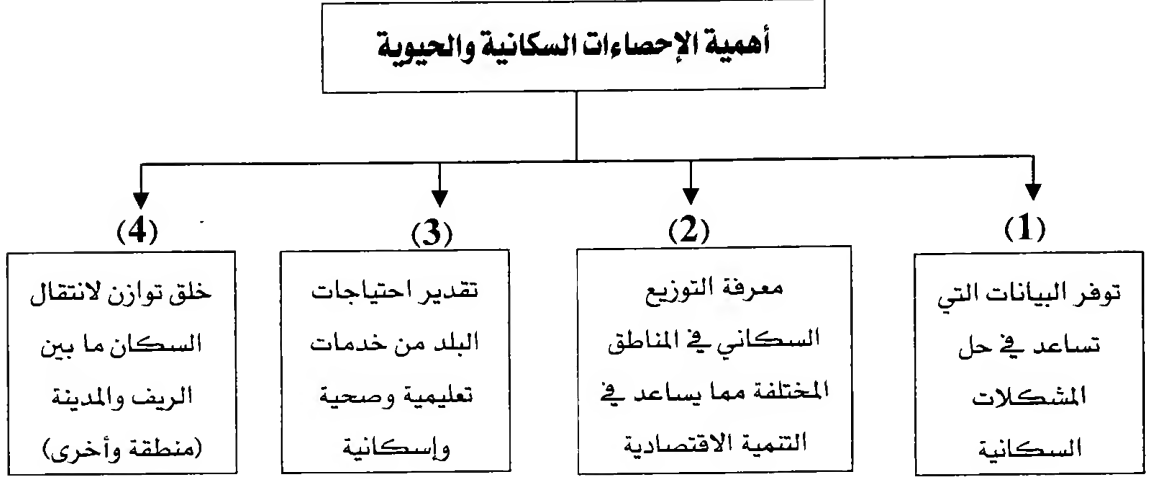 أهمية الإحصاءات السكانية والحيوية
(1)
توفر البيانات التي
تساعد في حل
المشكلات
السكانية
(2)
معرفة التوزيع
السكاني في المناطق
المختلفة مما يساعد في
التنمية الاقتصادية
(3)
تقدير احتياجات
البلد من خدمات
تعليمية وصحية
وإسكانية
(4)
خلق توازن لانتقال
السكان ما بين
الريف والمدينة
(منطقة وأخرى)